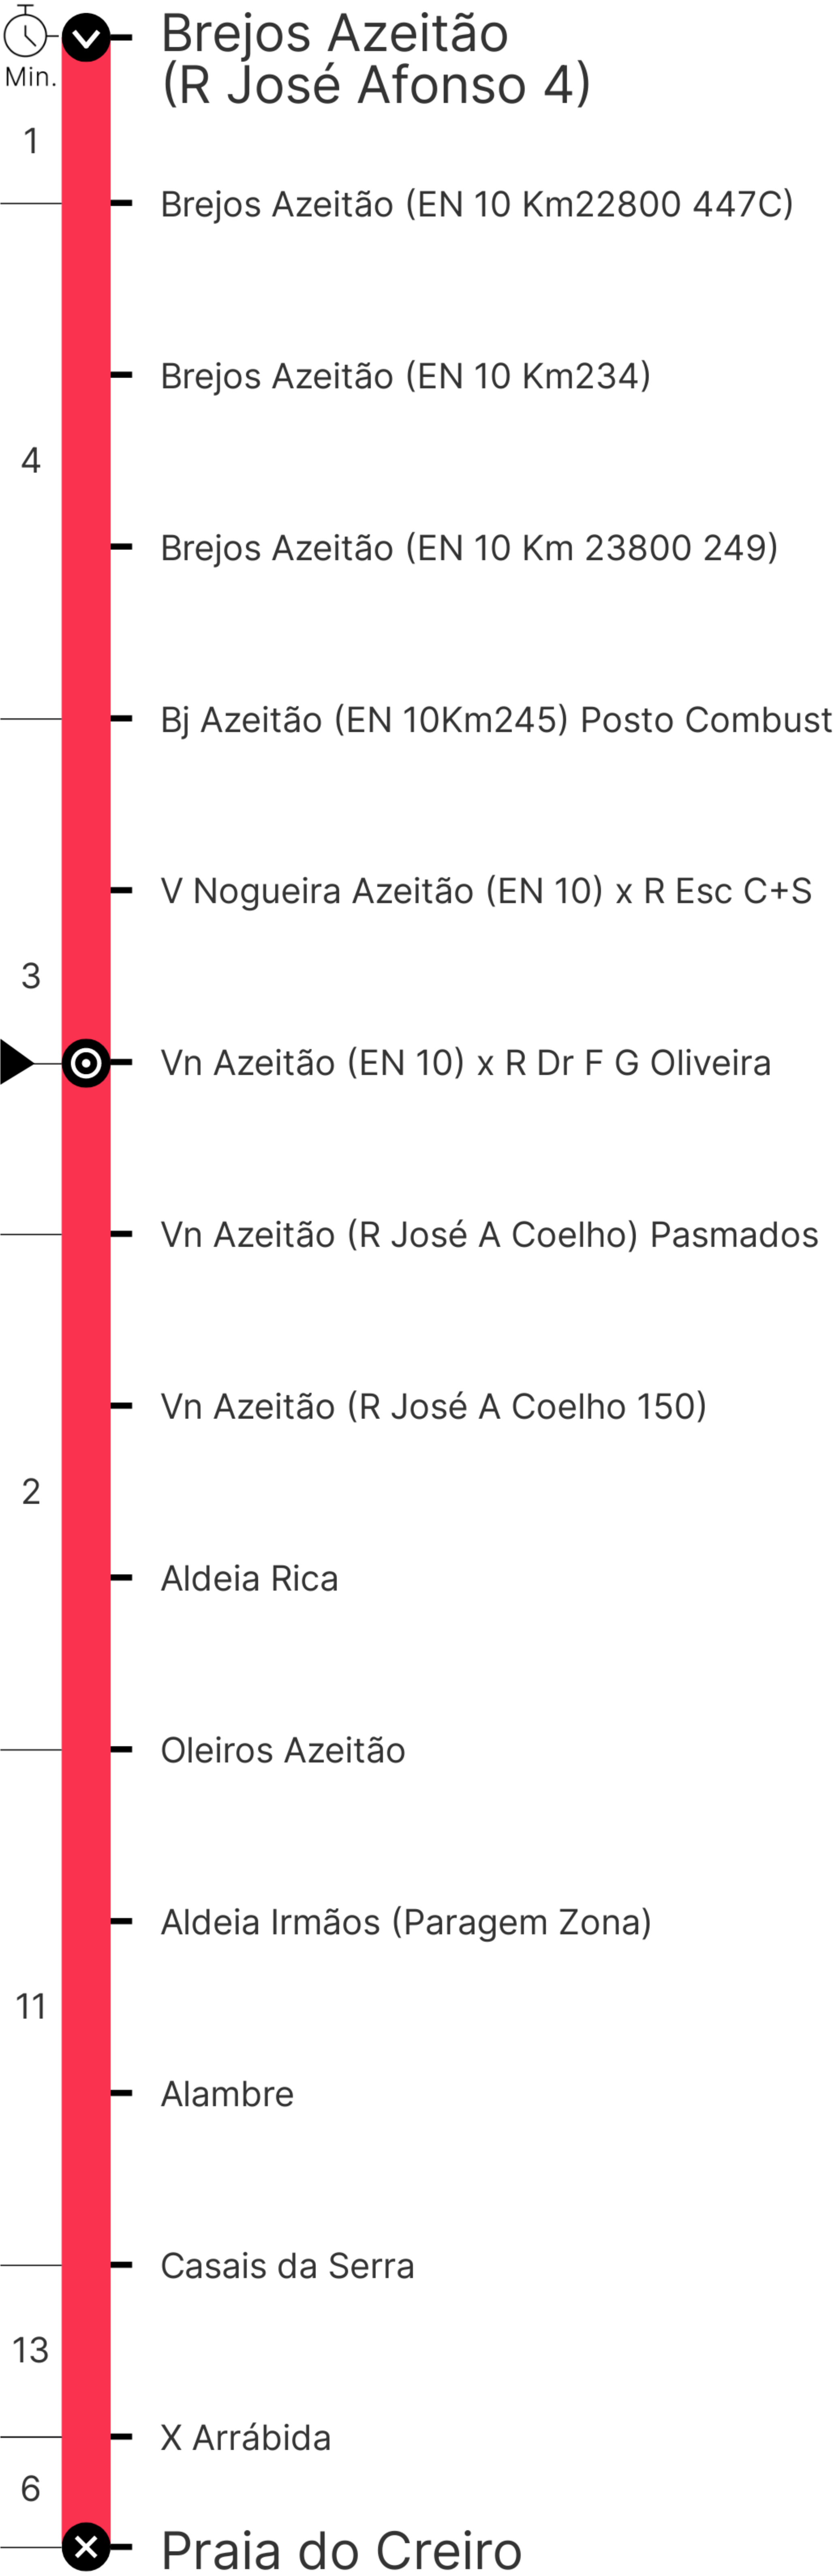 Brejos Azeitão
(R José Afonso 4)
Min.
1
Brejos Azeitão (EN 10 Km22800 447C)
Brejos Azeitão (EN 10 Km234)
4
Brejos Azeitão (EN 10 Km 23800 249)
Bj Azeitão (EN 10Km245) Posto Combust
V Nogueira Azeitão (EN 10) x R Esc C+S
3
Vn Azeitão (EN 10) x R Dr F G Oliveira
Vn Azeitão (R José A Coelho) Pasmados
Vn Azeitão (R José A Coelho 150)
2
Aldeia Rica
Oleiros Azeitão
Aldeia Irmãos (Paragem Zona)
11
Alambre
Casais da Serra
13
X Arrábida
6
Praia do Creiro